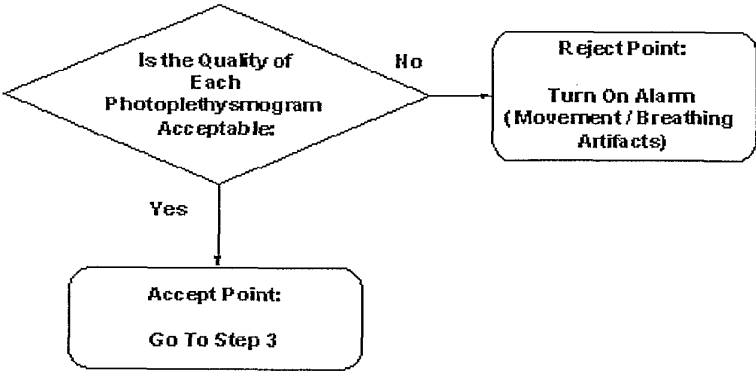 Is the Quality of
Each
Photoplethysmogram
Acceptable:
No
Reject Point:
Turn On Alarm
(Movement / Breathing
Artifacts)
Yes
Accept Point:
Go To Step 3